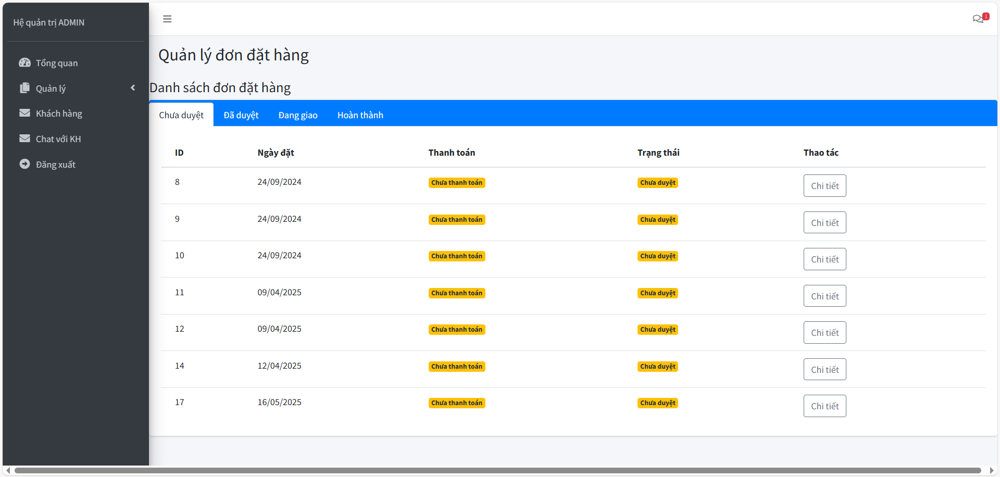 Hệ quản trị ADMIN
1
Tổng quan
Quản lý
Khách hàng
Chat với KH
Đăng xuất
Quản lý đơn đặt hàng
Danh sách đơn đặt hàng
Chưa duyệt Đã duyệt Đang giao Hoàn thành
ID Ngày đặt Thanh toán Trạng thái Thao tác
8 24/09/2024 Chưa thanh toán Chưa duyệt Chi tiết
9 24/09/2024 Chưa thanh toán Chưa duyệt Chi tiết
10 24/09/2024 Chưa thanh toán Chưa duyệt Chi tiết
11 09/04/2025 Chưa thanh toán Chưa duyệt Chi tiết
12 09/04/2025 Chưa thanh toán Chưa duyệt Chi tiết
14 12/04/2025 Chưa thanh toán Chưa duyệt Chi tiết
17 16/05/2025 Chưa thanh toán Chưa duyệt Chi tiết